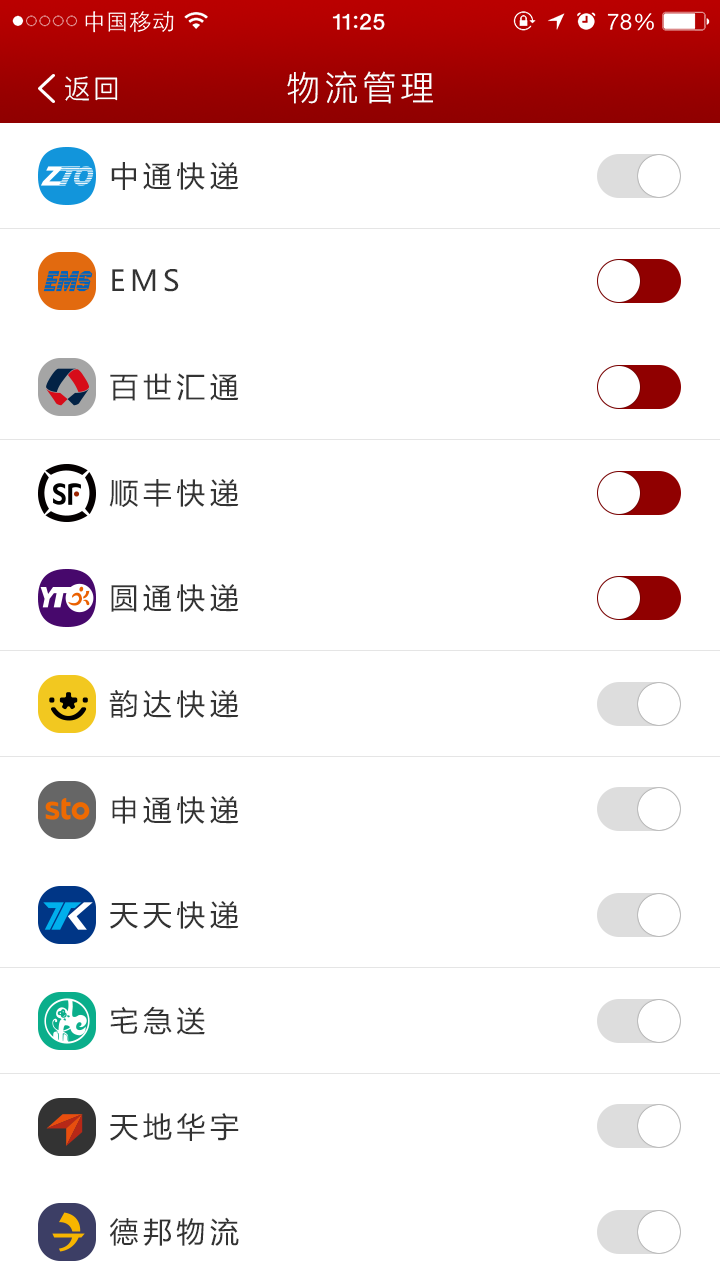 中国移动 11:25 78%
返回 物流管理
ZTO 中通快递
EMS EMS
百世汇通
SF 顺丰快递
YTO 圆通快递
韵达快递
sto 申通快递
TK 天天快递
宅急送
天地华宇
德邦物流